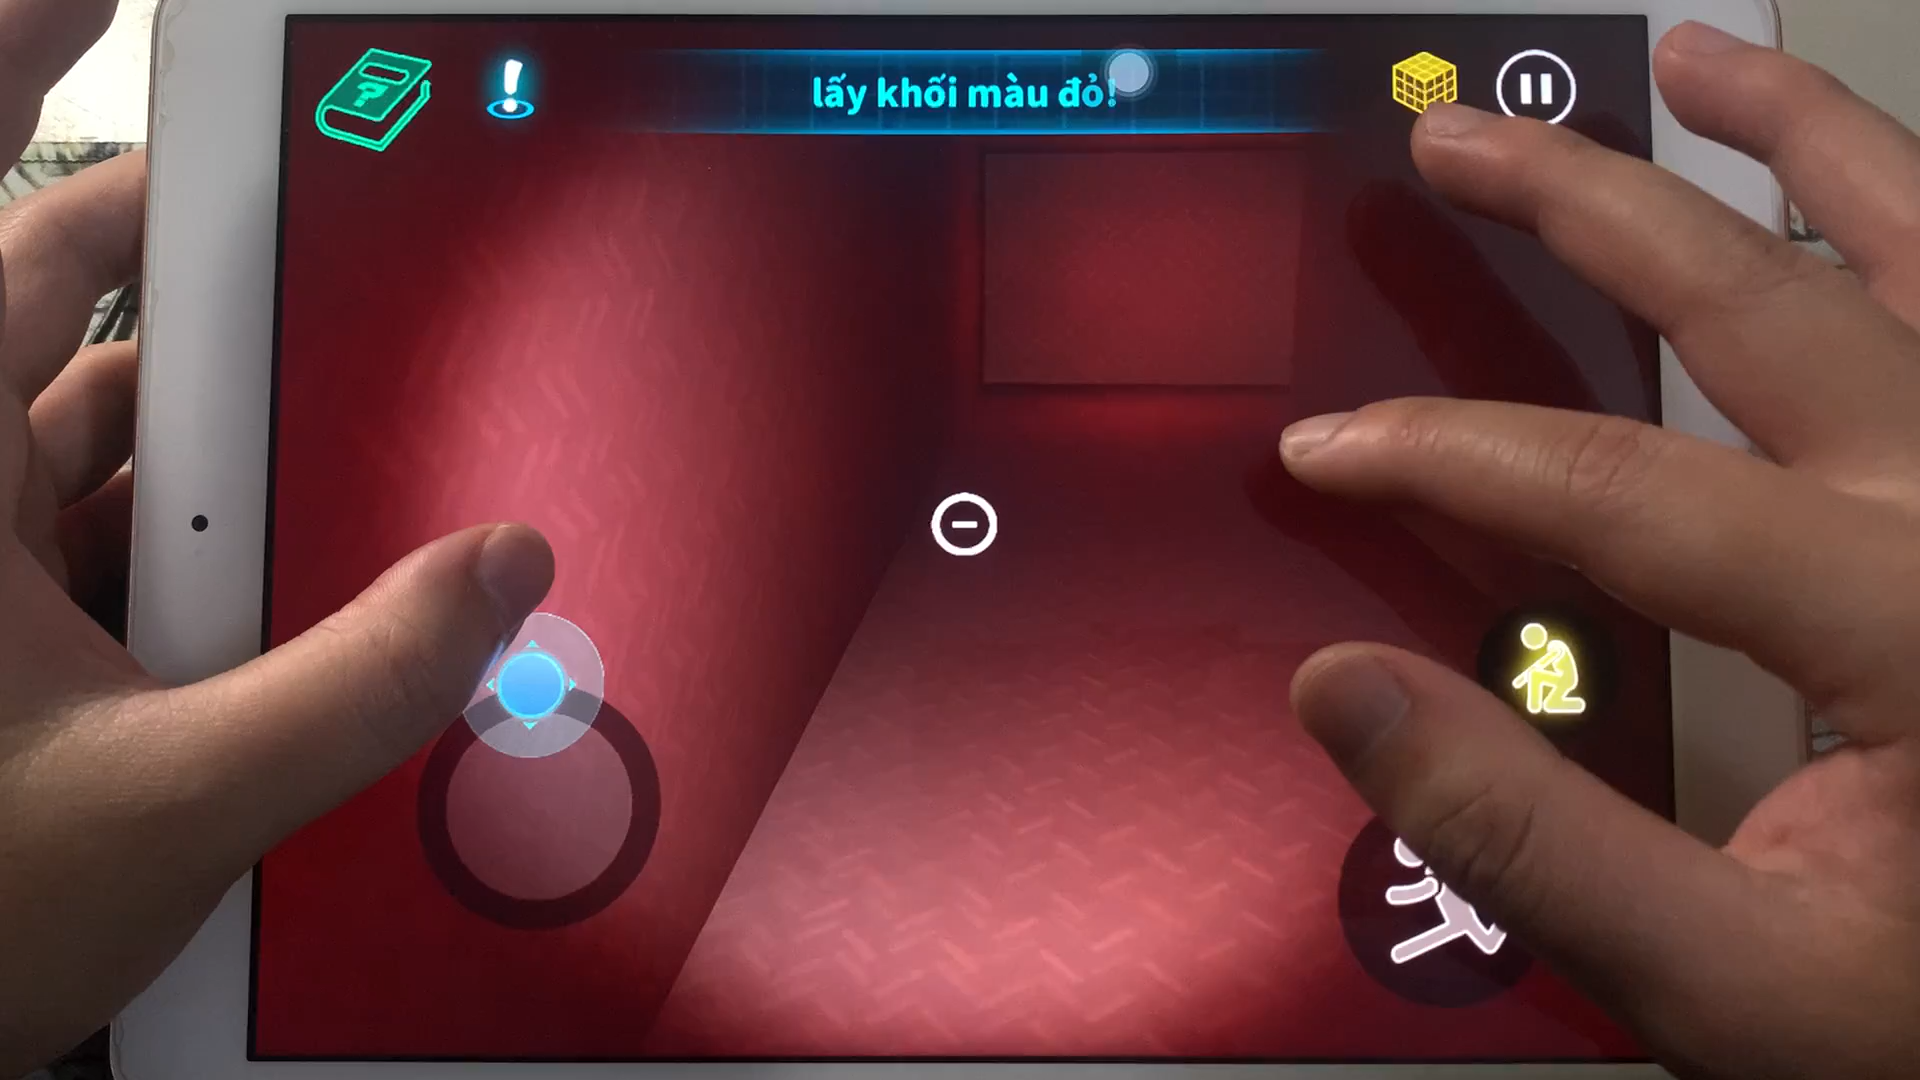 ?
lấy khối màu đỏ!